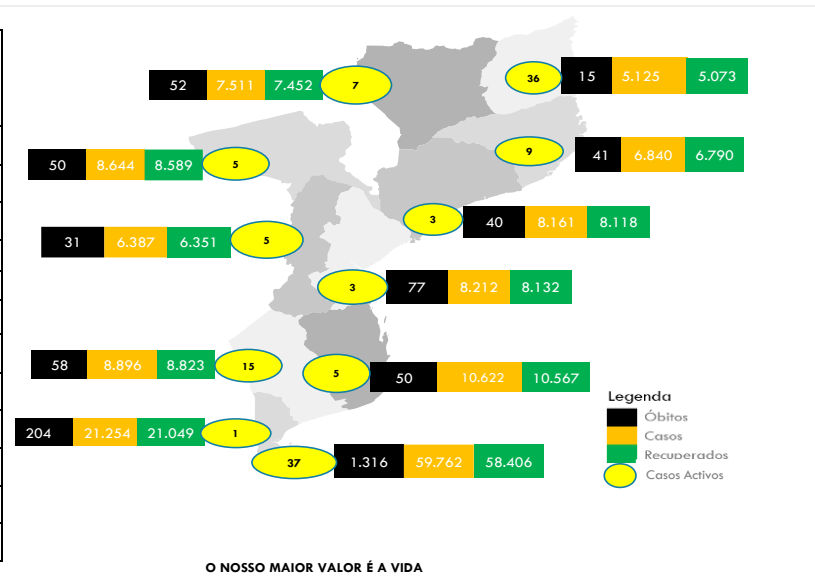 52 7.511 7.452 7
36 15 5.125 5.073
50 8.644 8.589 5
9 41 6.840 6.790
31 6.387 6.351 5
3 40 8.161 8.118
3 77 8.212 8.132
58 8.896 8.823 15
5 50 10.622 10.567
204 21.254 21.049 1
37 1.316 59.762 58.406
Legenda
Óbitos
Casos
Recuperados
Casos Activos
O NOSSO MAIOR VALOR É A VIDA